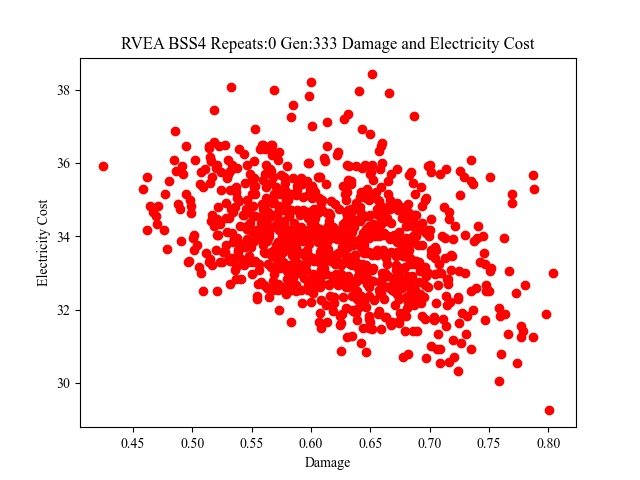 RVEA BSS4 Repeats:0 Gen:333 Damage and Electricity Cost
38
36
34
32
30
Electricity Cost
0.45 0.50 0.55 0.60 0.65 0.70 0.75 0.80
Damage